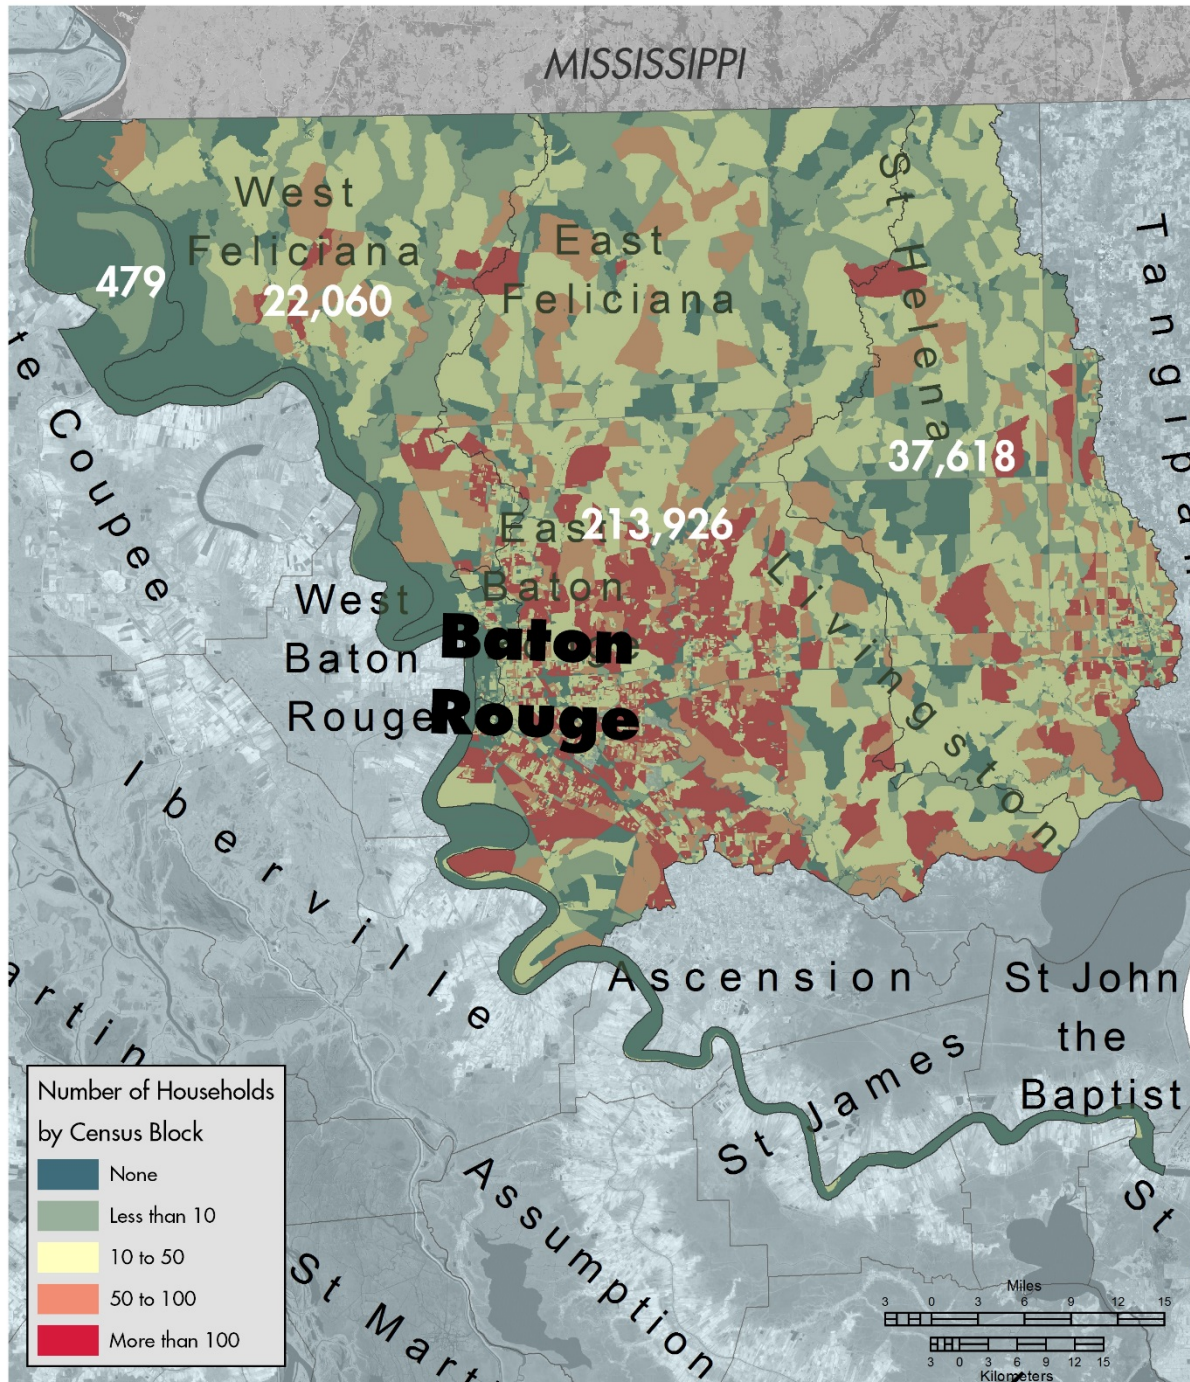 MISSISSIPPI
West
Feliciana
East
Feliciana
St Helena
479
22,060
te Coupee
37,618
East
213,926
Baton
West
Baton
Rouge
Baton
Rouge
Livingston
Iberville
Ascension
St John
the
Baptist
St James
artin
Assumption
St
St Mart
Number of Households
by Census Block
None
Less than 10
10 to 50
50 to 100
More than 100
Miles
3 0 3 6 9 12 15
3 0 3 6 9 12 15
Kilometers